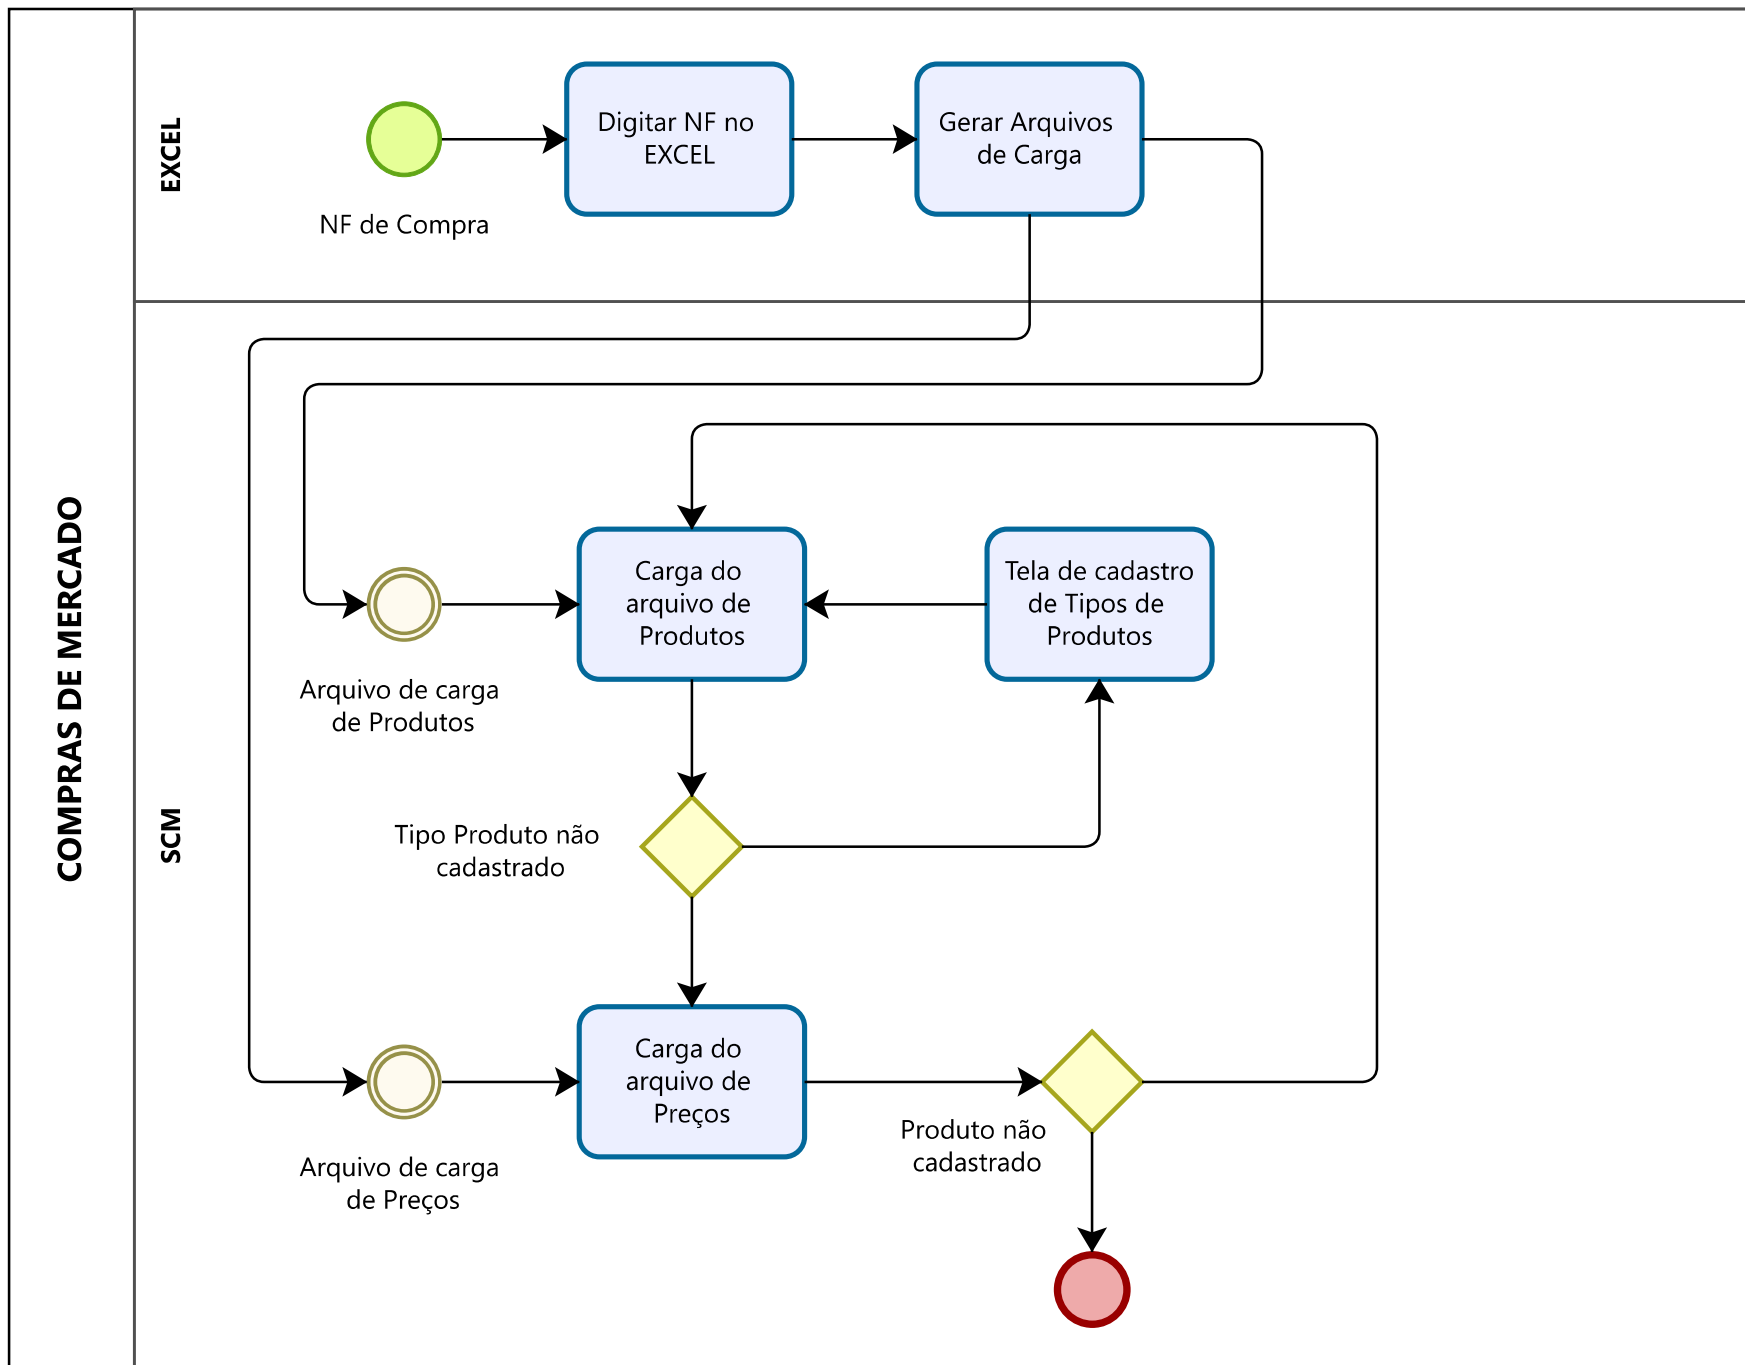 COMPRAS DE MERCADO
EXCEL
NF de Compra
Digitar NF no
EXCEL
Gerar Arquivos
de Carga
SCM
Arquivo de carga
de Produtos
Carga do
arquivo de
Produtos
Tela de cadastro
de Tipos de
Produtos
Tipo Produto não
cadastrado
Arquivo de carga
de Preços
Carga do
arquivo de
Preços
Produto não
cadastrado